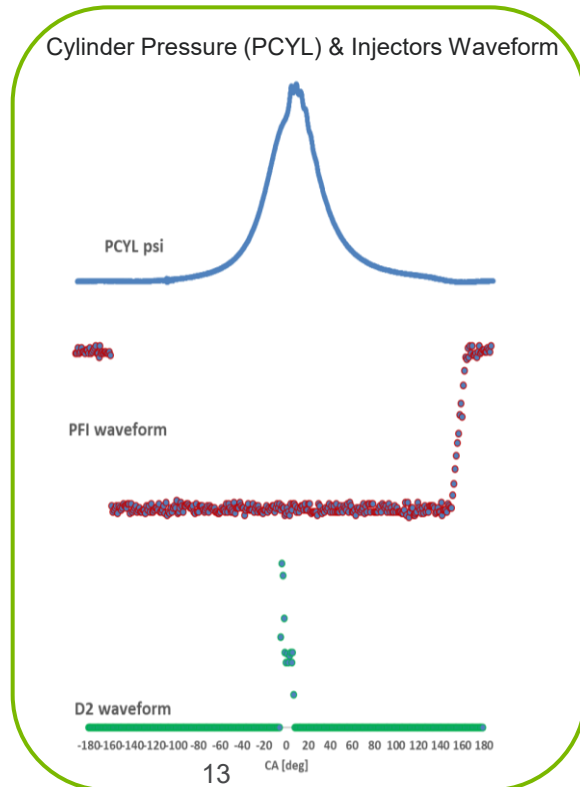 Cylinder Pressure (PCYL) & Injectors Waveform
PCYL psi
PFI waveform
D2 waveform
-180-160-140-120-100 -80 -60 -40 -20 0 20 40 60 80 100 120 140 160 180
CA [deg]
13